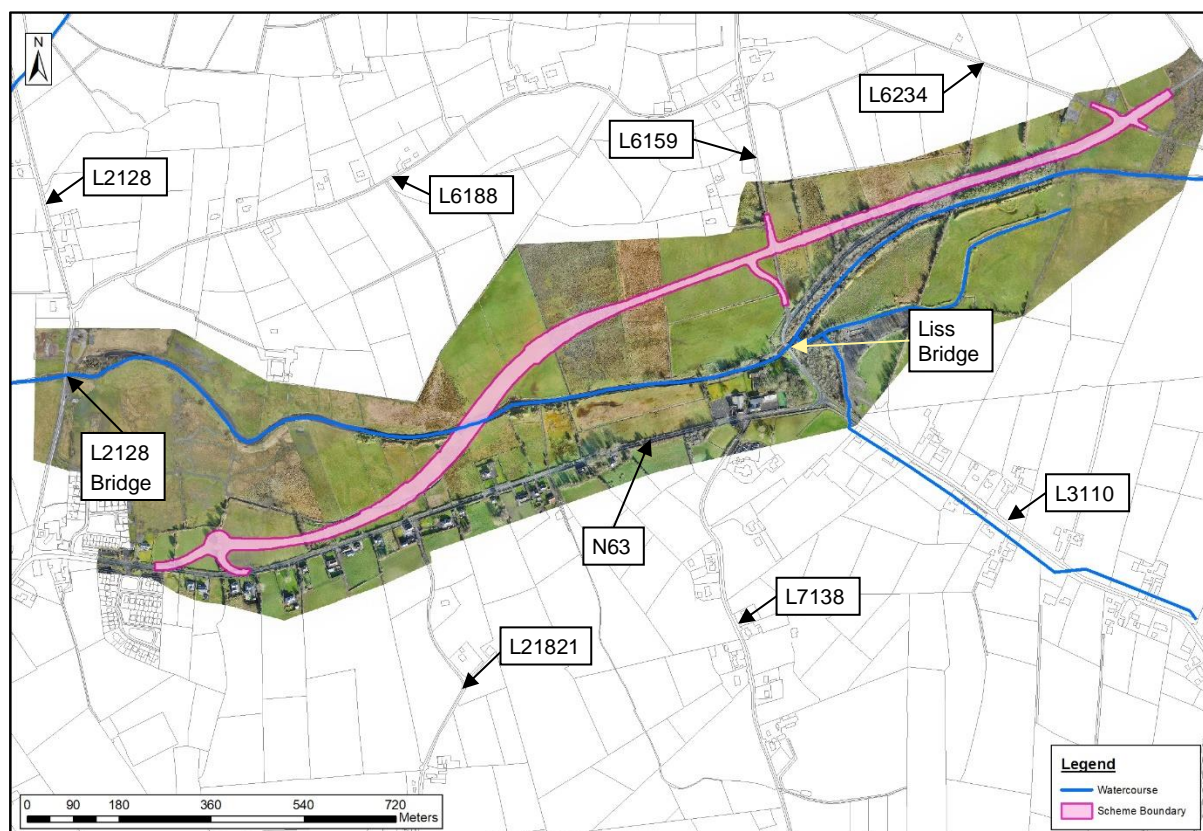 N
L6234
L6159
L2128
L6188
Liss
Bridge
L2128
Bridge
L3110
N63
L7138
L21821
Legend
Watercourse
Scheme Boundary
0 90 180 360 540 720
Meters